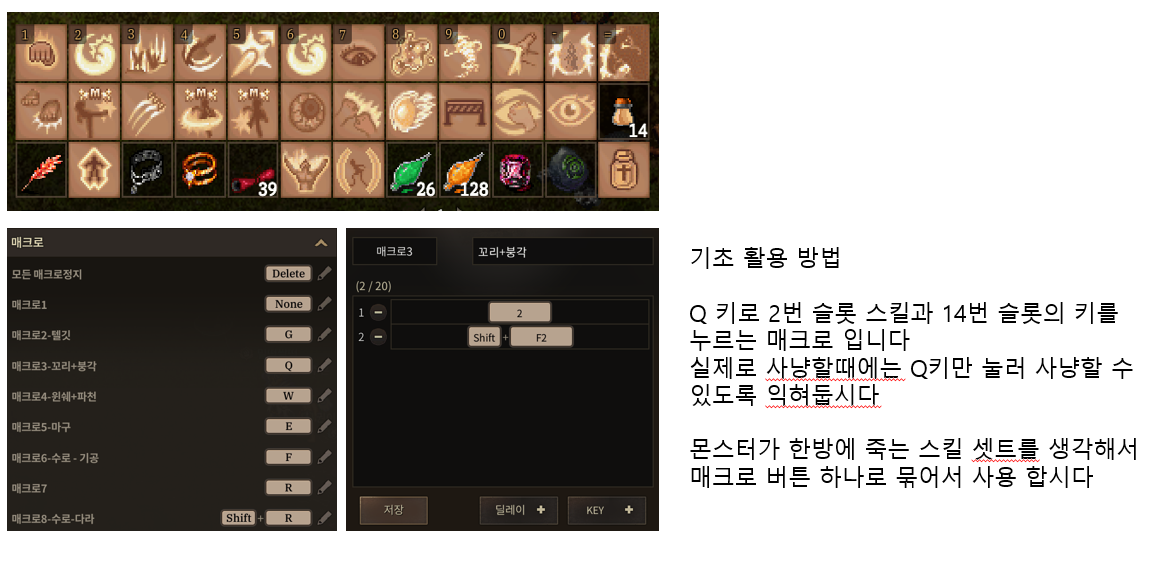 1 2 3 4 5 6 7 8 9 0 - =
M M M
14
39 26 128
매크로
모든 매크로정지 Delete
매크로1 None
매크로2-텔깃 G
매크로3-꼬리+붕각 Q
매크로4-윈쉐+파천 W
매크로5-마구 E
매크로6-수로 - 기공 F
매크로7 R
매크로8-수로-다라 Shift + R
매크로3 꼬리+붕각
(2 / 20)
1 2
2 Shift + F2
저장 딜레이 + KEY +
기초 활용 방법
Q 키로 2번 슬롯 스킬과 14번 슬롯의 키를
누르는 매크로 입니다
실제로 사냥할때에는 Q키만 눌러 사냥할 수
있도록 익혀둡시다
몬스터가 한방에 죽는 스킬 셋트를 생각해서
매크로 버튼 하나로 묶어서 사용 합시다